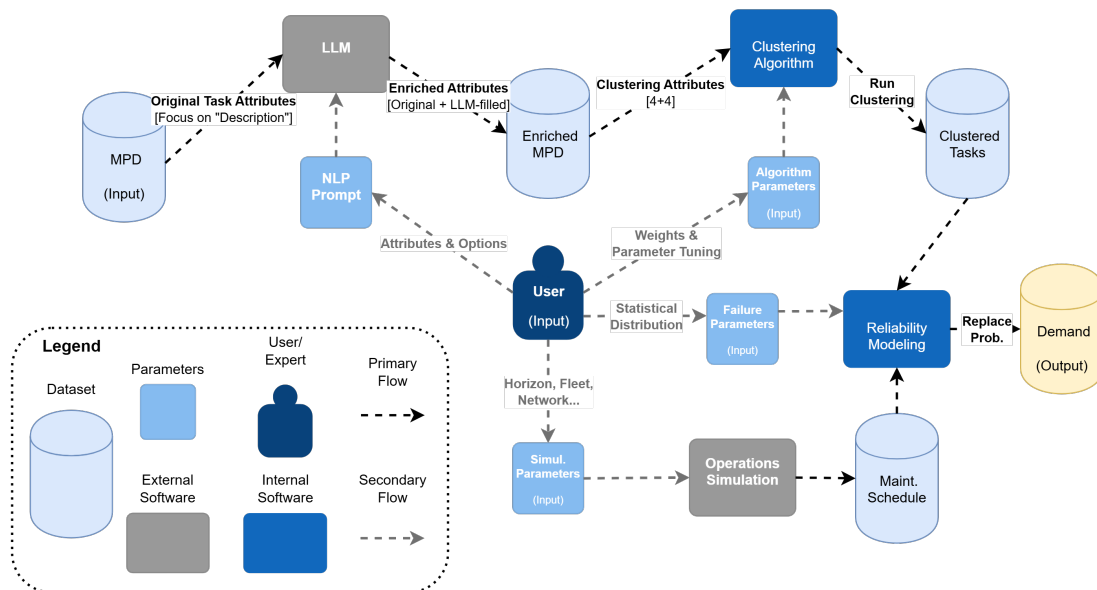 LLM
Clustering
Algorithm
Original Task Attributes
[Focus on "Description"]
Enriched Attributes
[Original + LLM-filled]
Clustering Attributes
[4+4]
Run
Clustering
MPD
(Input)
Enriched
MPD
Clustered
Tasks
NLP
Prompt
Algorithm
Parameters
(Input)
Attributes & Options
Weights &
Parameter Tuning
User
(Input)
Statistical
Distribution
Failure
Parameters
(Input)
Reliability
Modeling
Replace
Prob.
Demand
(Output)
Horizon, Fleet,
Network...
Simul.
Parameters
(Input)
Operations
Simulation
Maint.
Schedule
Legend
Dataset
Parameters
User/
Expert
Primary
Flow
External
Software
Internal
Software
Secondary
Flow